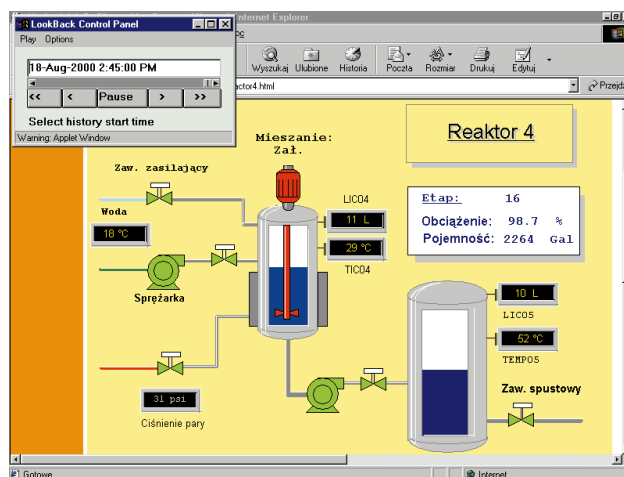 LookBack Control Panel
nternet Explorer
Play Options
18-Aug-2000 2:45:00 PM
<< < Pause > >>
Select history start time
Warning: Applet Window
Wyszukaj Ulubione Historia Poczta Rozmiar Drukuj Edytuj
actor4.html
Przejdź
Reaktor 4
Mieszanie:
Zał.
Zaw. zasilający
Woda
18 °C
LIC04
11 L
29 °C
TIC04
Etap: 16
Obciążenie: 98.7 %
Pojemność: 2264 Gal
Sprężarka
10 L
LIC05
52 °C
TEMP05
31 psi
Ciśnienie pary
Zaw. spustowy
Gotowe
Internet